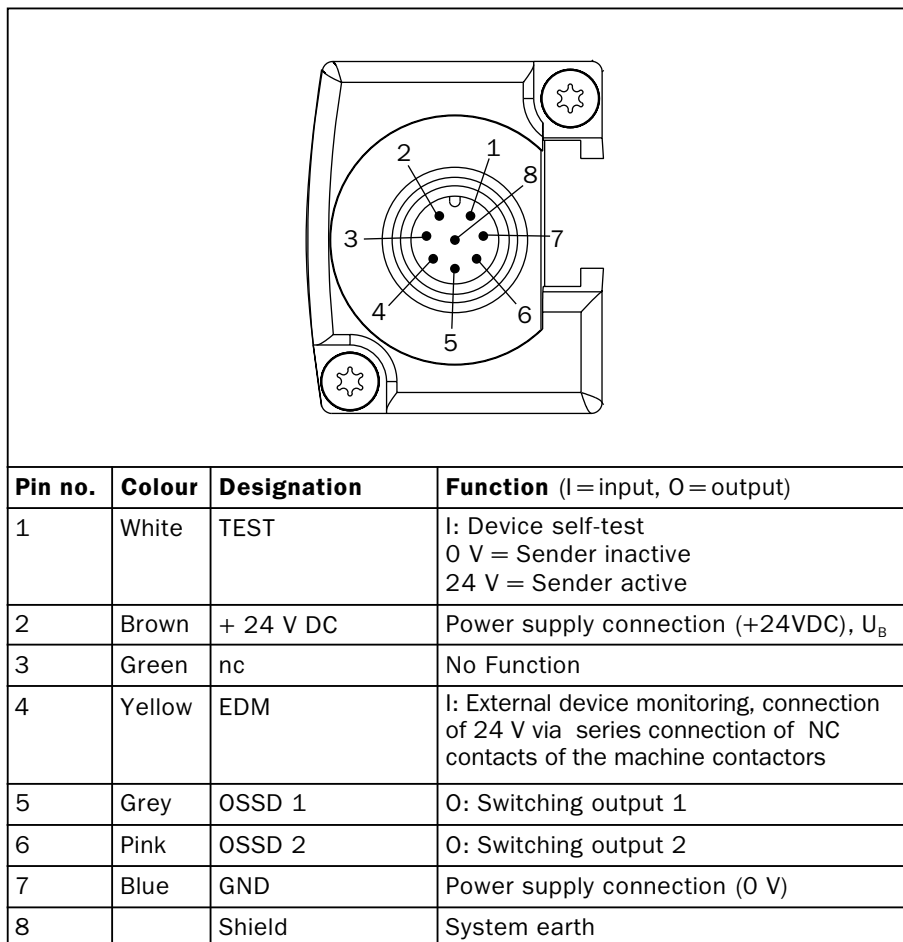 1
2
8
3
7
4
6
5
Pin no. Colour Designation Function (I=input, O=output)
1 White TEST I: Device self-test
0 V = Sender inactive
24 V = Sender active
2 Brown + 24 V DC Power supply connection (+24VDC), U_B
3 Green nc No Function
4 Yellow EDM I: External device monitoring, connection
of 24 V via series connection of NC
contacts of the machine contactors
5 Grey OSSD 1 O: Switching output 1
6 Pink OSSD 2 O: Switching output 2
7 Blue GND Power supply connection (0 V)
8 Shield System earth